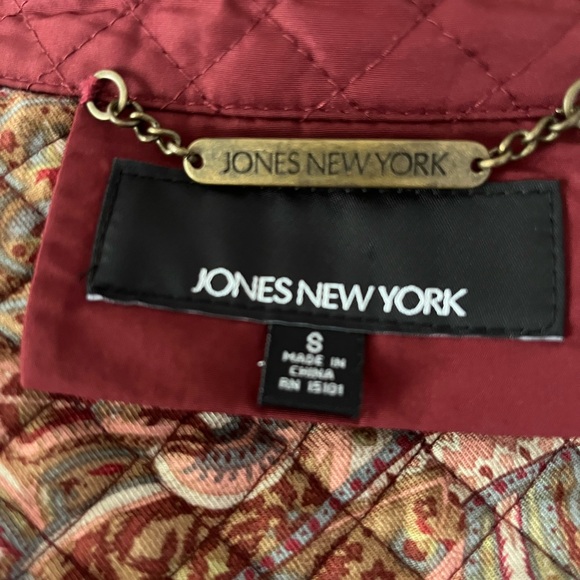 JONES NEW YORK
JONES NEW YORK
S
MADE IN
CHINA
RN 15101